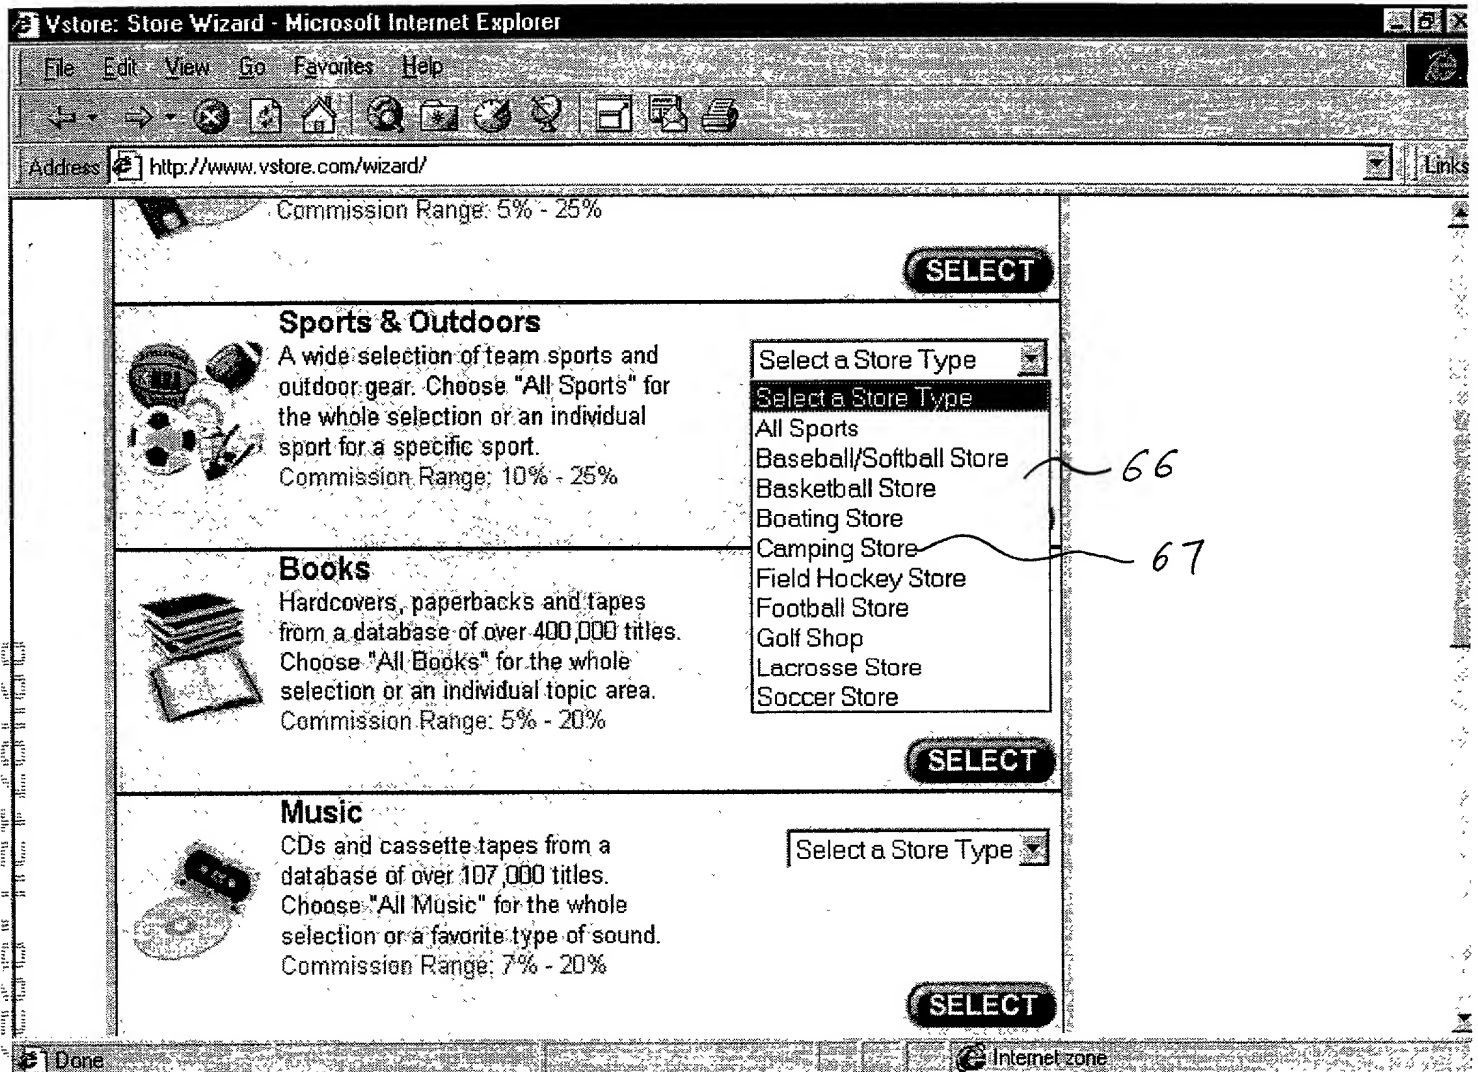 Vstore: Store Wizard - Microsoft Internet Explorer
File Edit View Go Favorites Help
Address http://www.vstore.com/wizard/ Links
Commission Range: 5% - 25%
SELECT
Sports & Outdoors
A wide selection of team sports and
outdoor gear. Choose "All Sports" for
the whole selection or an individual
sport for a specific sport.
Commission Range: 10% - 25%
Select a Store Type
Select a Store Type
All Sports
Baseball/Softball Store
Basketball Store
Boating Store
Camping Store
Field Hockey Store
Football Store
Golf Shop
Lacrosse Store
Soccer Store
66
67
Books
Hardcovers, paperbacks and tapes
from a database of over 400,000 titles.
Choose "All Books" for the whole
selection or an individual topic area.
Commission Range: 5% - 20%
SELECT
Music
CDs and cassette tapes from a
database of over 107,000 titles.
Choose "All Music" for the whole
selection or a favorite type of sound.
Commission Range: 7% - 20%
Select a Store Type
SELECT
Done Internet zone